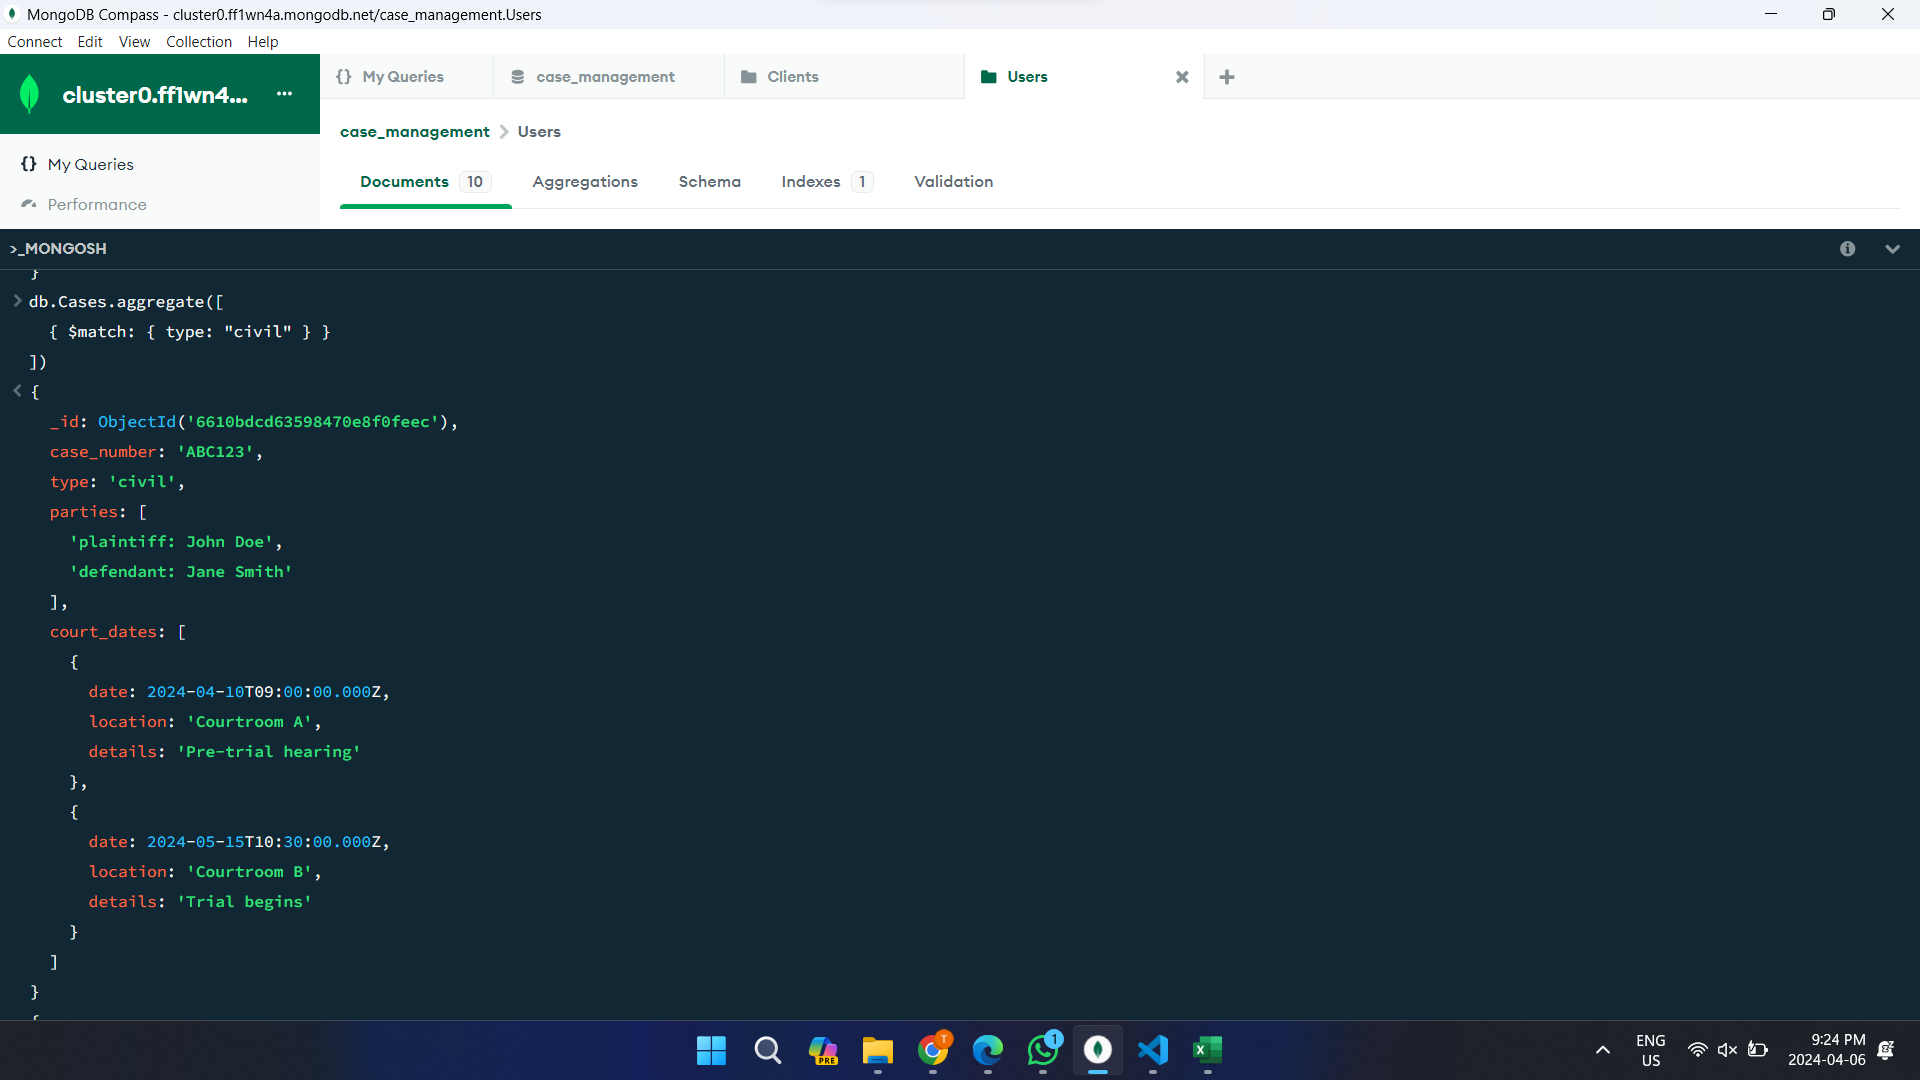 MongoDB Compass - cluster0.ff1wn4a.mongodb.net/case_management.Users
Connect Edit View Collection Help
cluster0.ff1wn4... ...
{} My Queries
case_management
Clients
Users
case_management > Users
{} My Queries
Performance
Documents 10
Aggregations
Schema
Indexes 1
Validation
>_MONGOSH
}
> db.Cases.aggregate([
{ $match: { type: "civil" } }
])
< {
_id: ObjectId('6610bdcd63598470e8f0feec'),
case_number: 'ABC123',
type: 'civil',
parties: [
'plaintiff: John Doe',
'defendant: Jane Smith'
],
court_dates: [
{
date: 2024-04-10T09:00:00.000Z,
location: 'Courtroom A',
details: 'Pre-trial hearing'
},
{
date: 2024-05-15T10:30:00.000Z,
location: 'Courtroom B',
details: 'Trial begins'
}
]
}
{
PRE
T
1
X
ENG
US
9:24 PM
2024-04-06